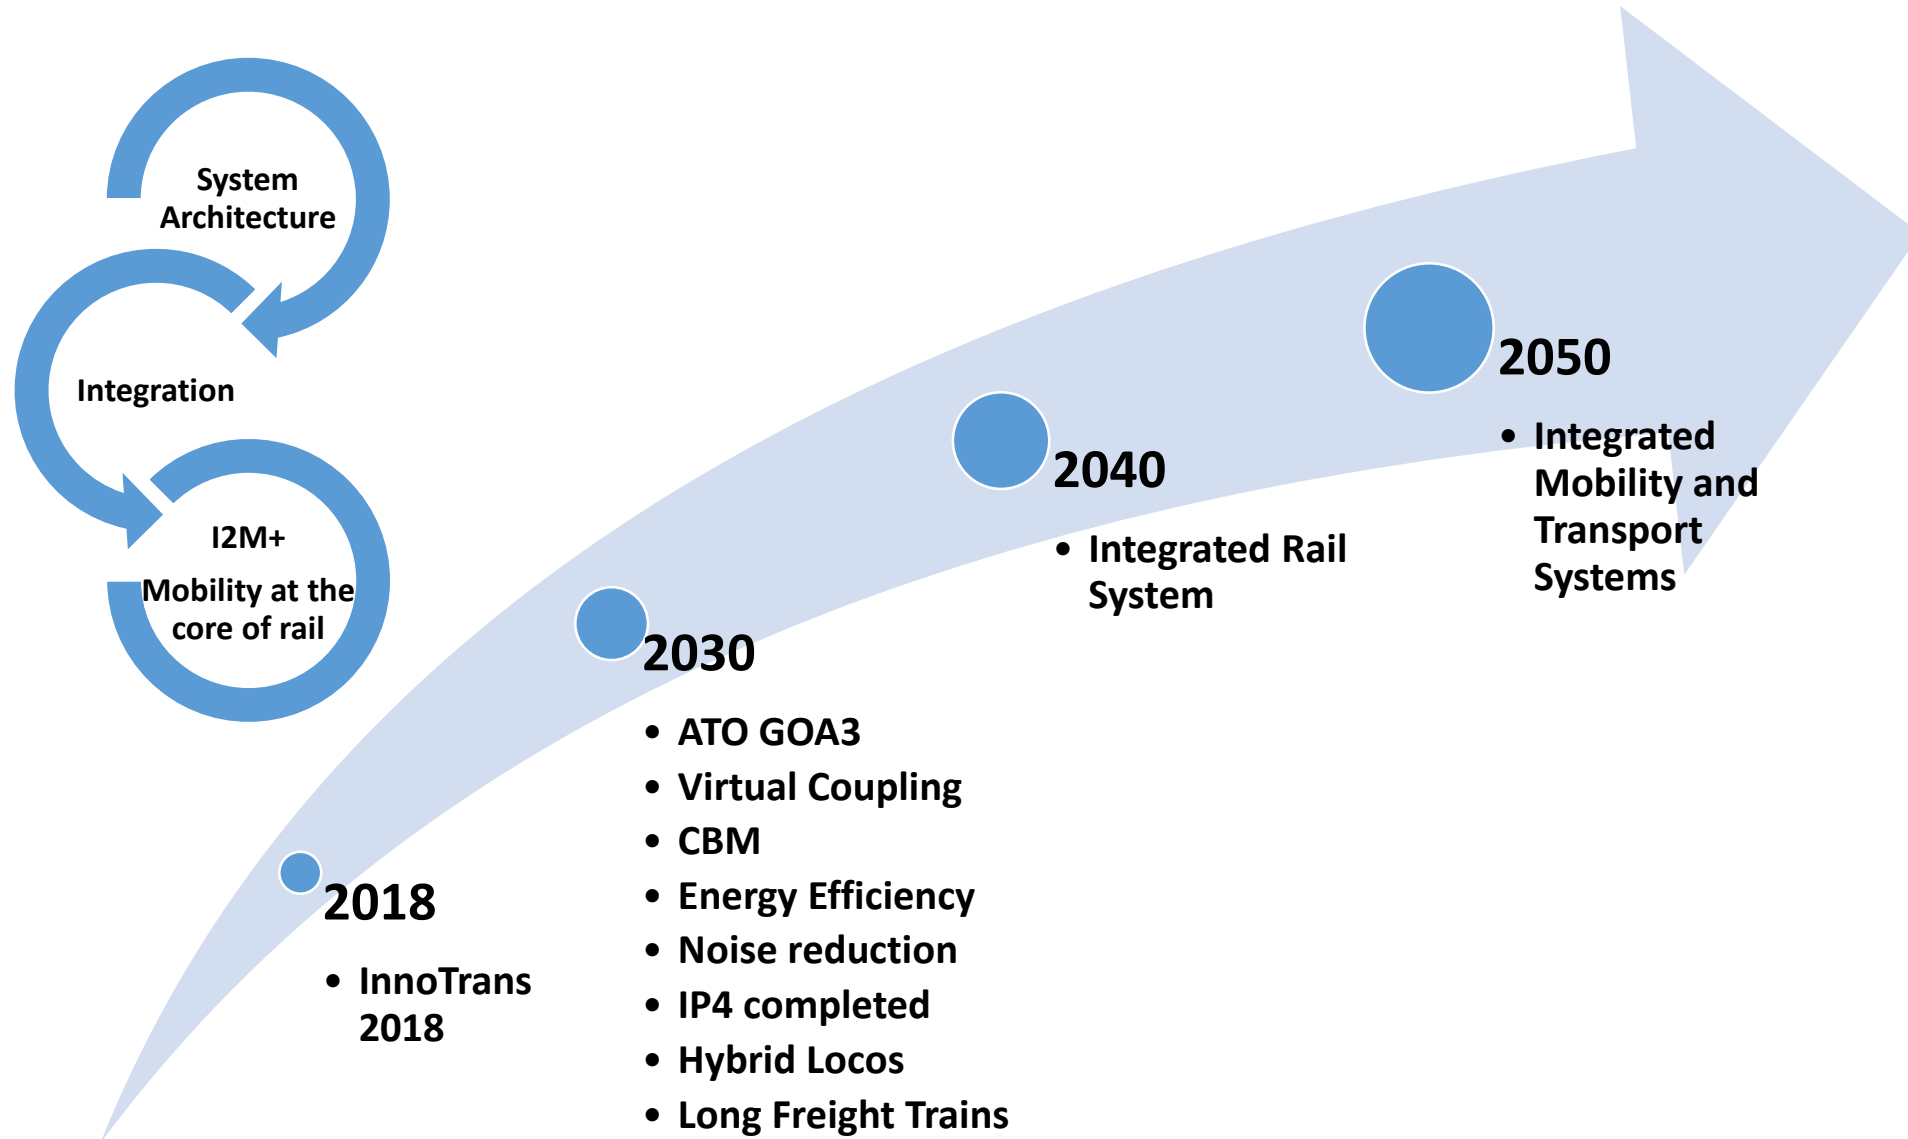 System
Architecture
Integration
I2M+
Mobility at the
core of rail
2018
• InnoTrans
2018
2030
• ATO GOA3
• Virtual Coupling
• CBM
• Energy Efficiency
• Noise reduction
• IP4 completed
• Hybrid Locos
• Long Freight Trains
2040
• Integrated Rail
System
2050
• Integrated
Mobility and
Transport
Systems